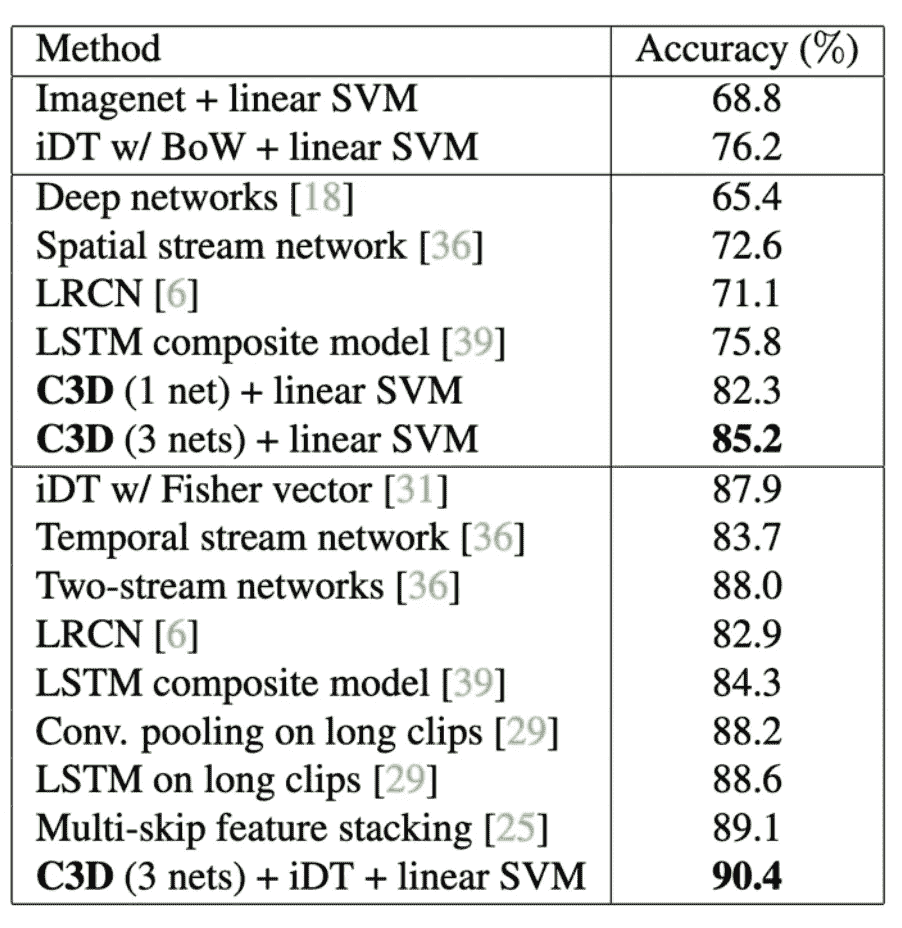 Method Accuracy (%)
Imagenet + linear SVM 68.8
iDT w/ BoW + linear SVM 76.2
Deep networks [18] 65.4
Spatial stream network [36] 72.6
LRCN [6] 71.1
LSTM composite model [39] 75.8
C3D (1 net) + linear SVM 82.3
C3D (3 nets) + linear SVM 85.2
iDT w/ Fisher vector [31] 87.9
Temporal stream network [36] 83.7
Two-stream networks [36] 88.0
LRCN [6] 82.9
LSTM composite model [39] 84.3
Conv. pooling on long clips [29] 88.2
LSTM on long clips [29] 88.6
Multi-skip feature stacking [25] 89.1
C3D (3 nets) + iDT + linear SVM 90.4